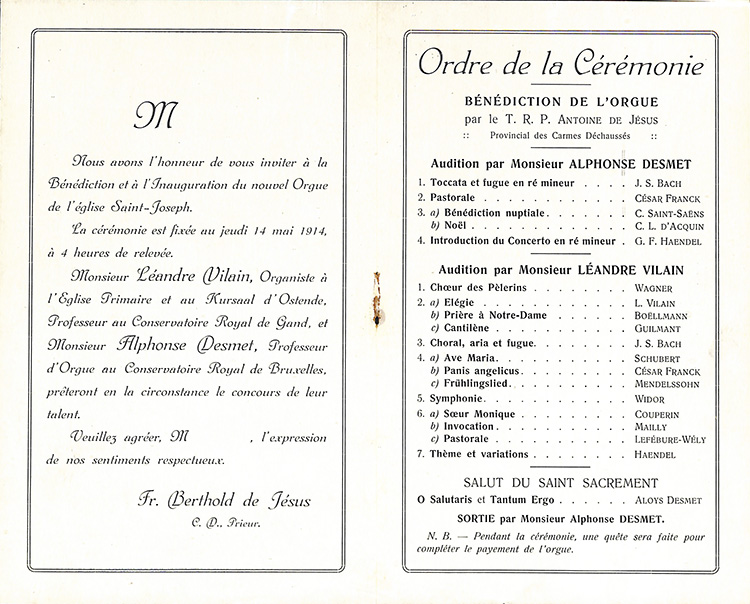 M
Nous avons l'honneur de vous inviter à la
Bénédiction et à l'Inauguration du nouvel Orgue
de l'église Saint-Joseph.
La cérémonie est fixée au jeudi 14 mai 1914,
à 4 heures de relevée.
Monsieur Léandre Vilain, Organiste à
l'Eglise Primaire et au Kursaal d'Ostende,
Professeur au Conservatoire Royal de Gand, et
Monsieur Alphonse Desmet, Professeur
d'Orgue au Conservatoire Royal de Bruxelles,
prêteront en la circonstance le concours de leur
talent.
Veuillez agréer, M , l'expression
de nos sentiments respectueux.
Fr. Berthold de Jésus
C. D., Prieur.
Ordre de la Cérémonie
BÉNÉDICTION DE L'ORGUE
par le T. R. P. ANTOINE DE JÉSUS
:: Provincial des Carmes Déchaussés ::
Audition par Monsieur ALPHONSE DESMET
1. Toccata et fugue en ré mineur . . . . J. S. BACH
2. Pastorale . . . . . . . . . . . CÉSAR FRANCK
3. a) Bénédiction nuptiale. . . . . . . C. SAINT-SAËNS
b) Noël . . . . . . . . . . . . C. L. D'ACQUIN
4. Introduction du Concerto en ré mineur . G. F. HAENDEL
Audition par Monsieur LÉANDRE VILAIN
1. Chœur des Pèlerins . . . . . . . . WAGNER
2. a) Elégie . . . . . . . . . . . . L. VILAIN
b) Prière à Notre-Dame . . . . . . . BOËLLMANN
c) Cantilène . . . . . . . . . . . GUILMANT
3. Choral, aria et fugue. . . . . . . . J. S. BACH
4. a) Ave Maria. . . . . . . . . . . SCHUBERT
b) Panis angelicus. . . . . . . . . CÉSAR FRANCK
c) Frühlingslied. . . . . . . . . . MENDELSSOHN
5. Symphonie. . . . . . . . . . . . WIDOR
6. a) Sœur Monique . . . . . . . . . COUPERIN
b) Invocation. . . . . . . . . . . MAILLY
c) Pastorale . . . . . . . . . . . LEFÉBURE-WÉLY
7. Thème et variations . . . . . . . . HAENDEL
SALUT DU SAINT SACREMENT
O Salutaris et Tantum Ergo . . . . . . ALOYS DESMET
SORTIE par Monsieur Alphonse DESMET.
N. B. — Pendant la cérémonie, une quête sera faite pour
compléter le payement de l'orgue.